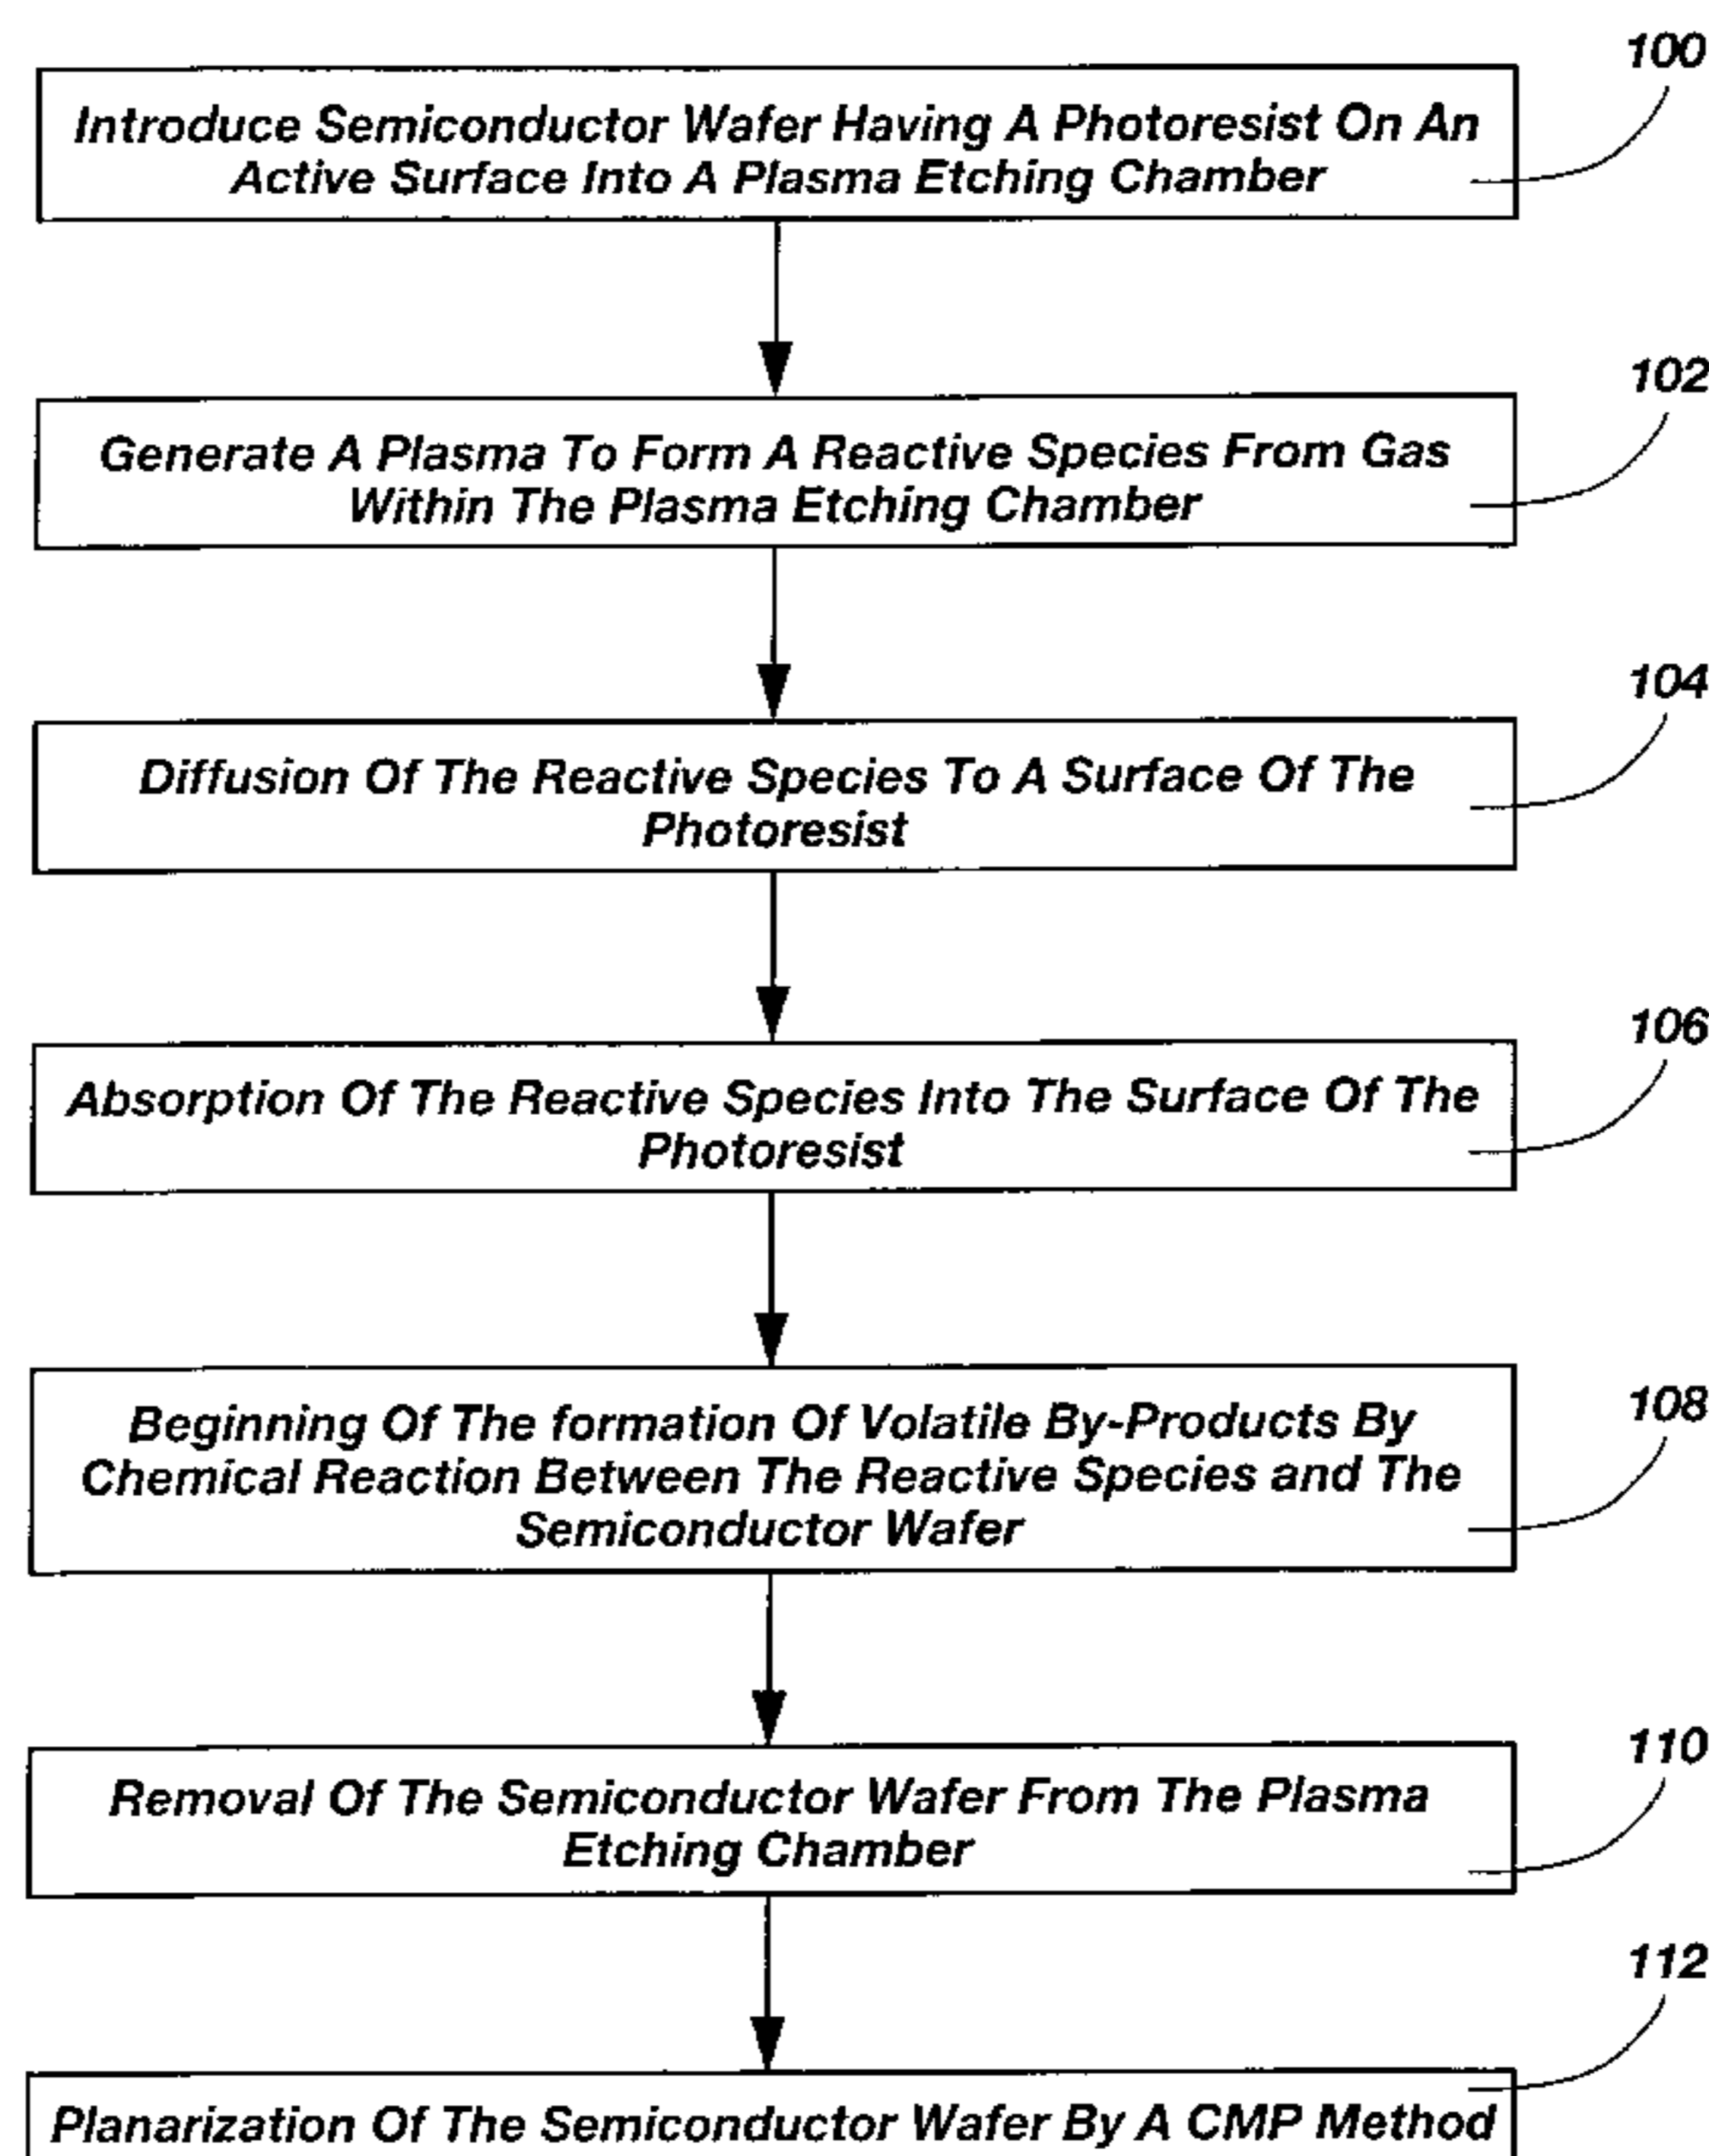 100
Introduce Semiconductor Wafer Having A Photoresist On An
Active Surface Into A Plasma Etching Chamber
102
Generate A Plasma To Form A Reactive Species From Gas
Within The Plasma Etching Chamber
104
Diffusion Of The Reactive Species To A Surface Of The
Photoresist
106
Absorption Of The Reactive Species Into The Surface Of The
Photoresist
108
Beginning Of The formation Of Volatile By-Products By
Chemical Reaction Between The Reactive Species and The
Semiconductor Wafer
110
Removal Of The Semiconductor Wafer From The Plasma
Etching Chamber
112
Planarization Of The Semiconductor Wafer By A CMP Method